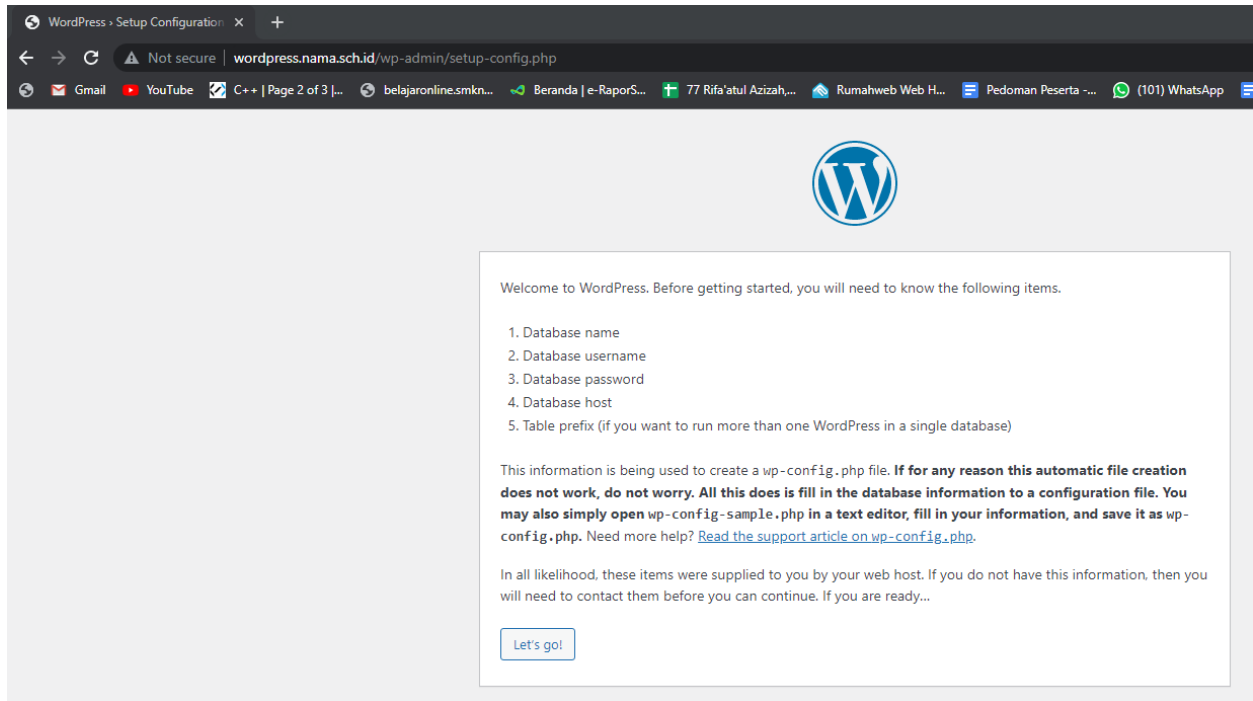 WordPress › Setup Configuration
Not secure | wordpress.nama.sch.id/wp-admin/setup-config.php
Gmail YouTube C++ | Page 2 of 3 |... belajaronline.smkn... Beranda | e-RaporS... 77 Rifa'atul Azizah,... Rumahweb Web H... Pedoman Peserta -... (101) WhatsApp
Welcome to WordPress. Before getting started, you will need to know the following items.
1. Database name
2. Database username
3. Database password
4. Database host
5. Table prefix (if you want to run more than one WordPress in a single database)
This information is being used to create a wp-config.php file. If for any reason this automatic file creation
does not work, do not worry. All this does is fill in the database information to a configuration file. You
may also simply open wp-config-sample.php in a text editor, fill in your information, and save it as wp-
config.php. Need more help? Read the support article on wp-config.php.
In all likelihood, these items were supplied to you by your web host. If you do not have this information, then you
will need to contact them before you can continue. If you are ready...
Let's go!